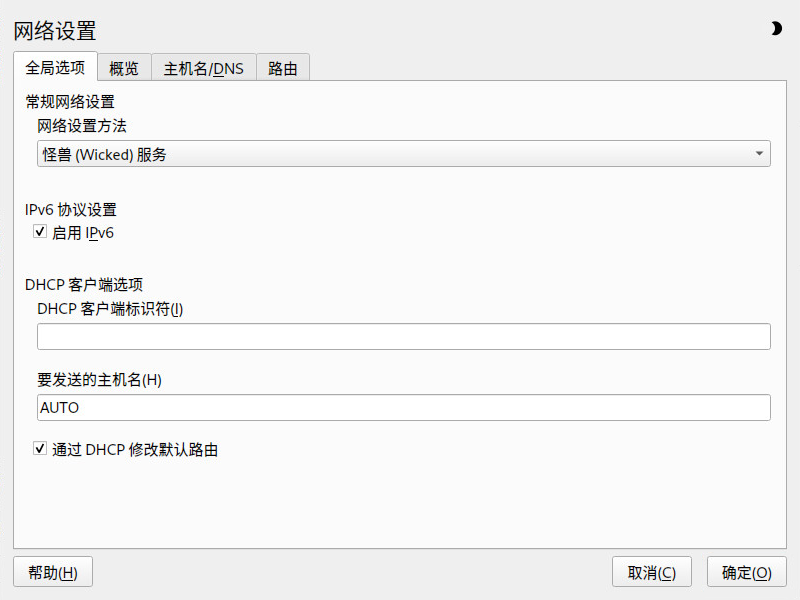 网络设置
全局选项 概览 主机名/DNS 路由
常规网络设置
网络设置方法
怪兽 (Wicked) 服务
IPv6 协议设置
启用 IPv6
DHCP 客户端选项
DHCP 客户端标识符(I)
要发送的主机名(H)
AUTO
通过 DHCP 修改默认路由
帮助(H) 取消(C) 确定(O)